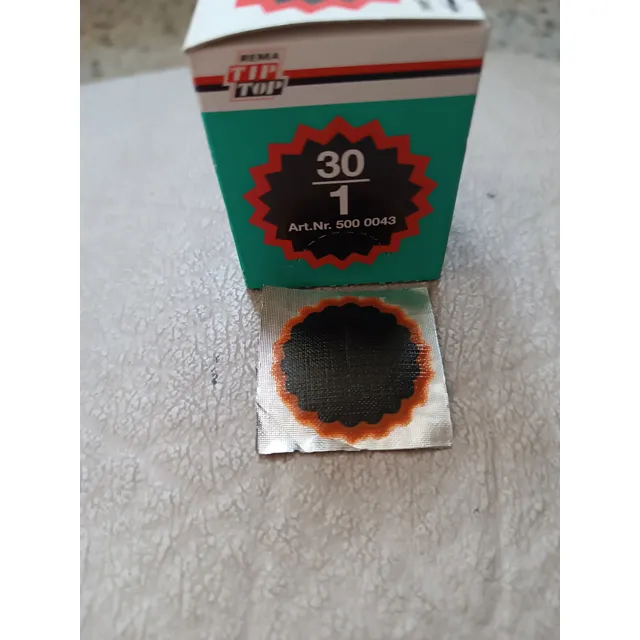 REMA
TIP
TOP
30
1
Art.Nr. 500 0043